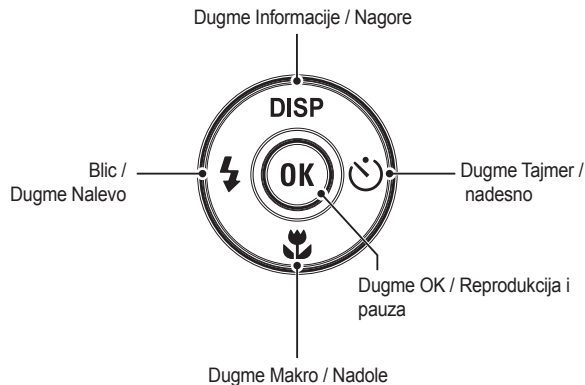 Dugme Informacije / Nagore
DISP
Blic /
Dugme Nalevo
OK
Dugme Tajmer /
nadesno
Dugme OK / Reprodukcija i
pauza
Dugme Makro / Nadole